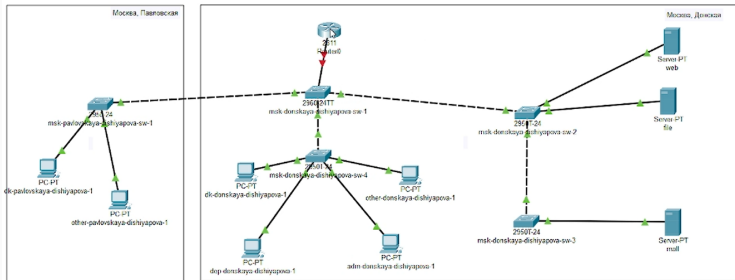 Москва, Павловская
Москва, Донская
2811
Router0
Server-PT
web
2960-24TT
msk-donskaya-dishiyapova-sw-1
295 -24
msk-pavlovskaya-dishiyapova-sw-1
2950T-24
msk-donskaya-dishiyapova-sw-2
Server-PT
file
PC-PT
dk-pavlovskaya-dishiyapova-1
PC-PT
other-pavlovskaya-dishiyapova-1
2950T-24
msk-donskaya-dishiyapova-sw-4
PC-PT
dk-donskaya-dishiyapova-1
PC-PT
other-donskaya-dishiyapova-1
2950T-24
msk-donskaya-dishiyapova-sw-3
Server-PT
mail
PC-PT
dep-donskaya-dishiyapova-1
PC-PT
adm-donskaya-dishiyapova-1